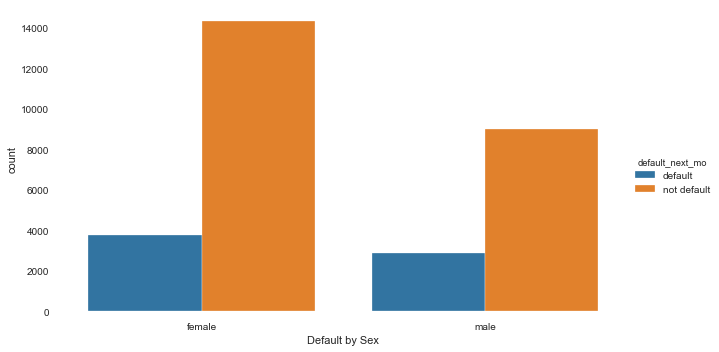 14000
12000
10000
8000
6000
4000
2000
0
count
female
male
Default by Sex
default_next_mo
default
not default